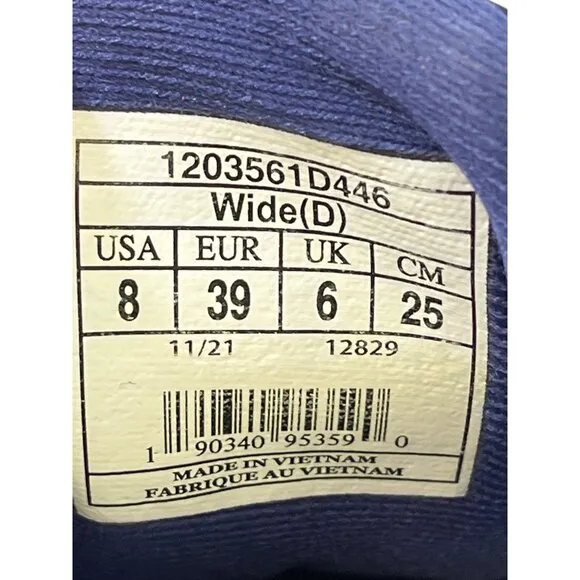 1203561D446
Wide(D)
USA EUR UK CM
8 39 6 25
11/21 12829
1 90340 95359 0
MADE IN VIETNAM
FABRIQUE AU VIETNAM